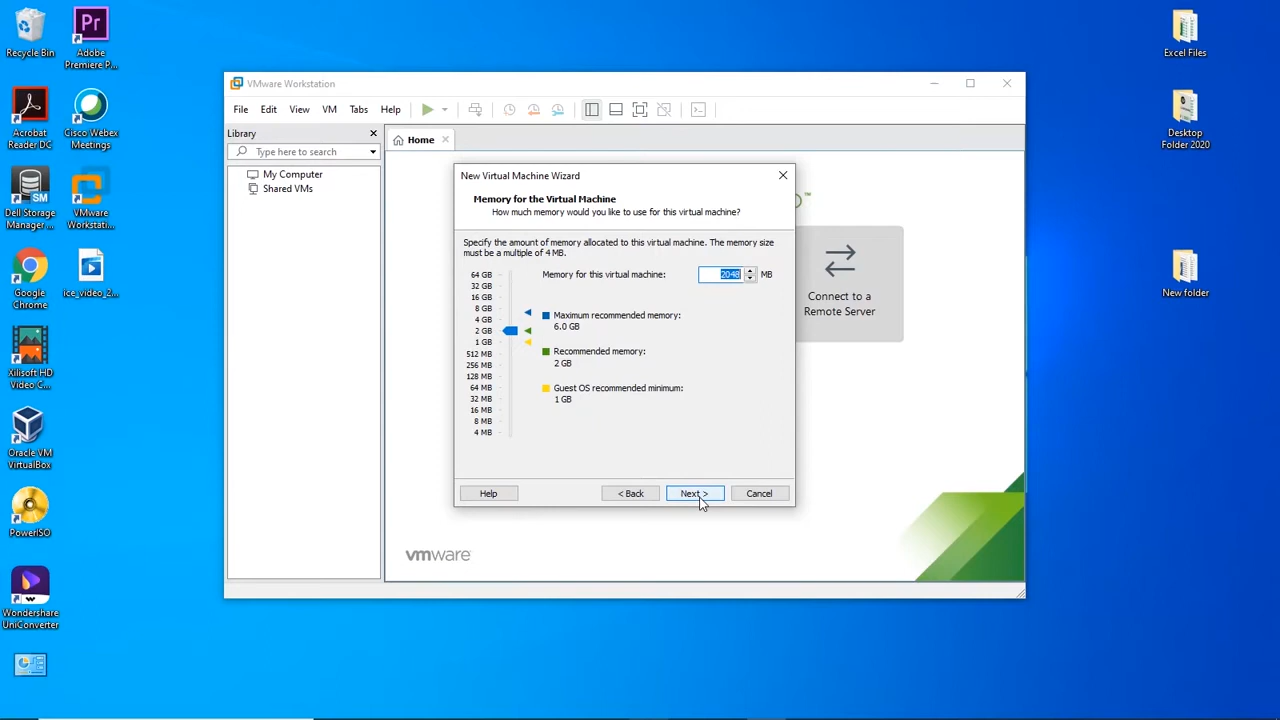 Recycle Bin
Adobe
Premiere P...
Acrobat
Reader DC
Cisco Webex
Meetings
Dell Storage
Manager ...
VMware
Workstati...
Google
Chrome
ice_video_2...
Xilisoft HD
Video C...
Oracle VM
VirtualBox
PowerISO
Wondershare
UniConverter
Excel Files
Desktop
Folder 2020
New folder
VMware Workstation
File Edit View VM Tabs Help
Library
Type here to search
My Computer
Shared VMs
Home
New Virtual Machine Wizard
Memory for the Virtual Machine
How much memory would you like to use for this virtual machine?
Specify the amount of memory allocated to this virtual machine. The memory size
must be a multiple of 4 MB.
64 GB
32 GB
16 GB
8 GB
4 GB
2 GB
1 GB
512 MB
256 MB
128 MB
64 MB
32 MB
16 MB
8 MB
4 MB
Memory for this virtual machine: 2048 MB
Maximum recommended memory:
6.0 GB
Recommended memory:
2 GB
Guest OS recommended minimum:
1 GB
Help
< Back
Next >
Cancel
Connect to a
Remote Server
vmware